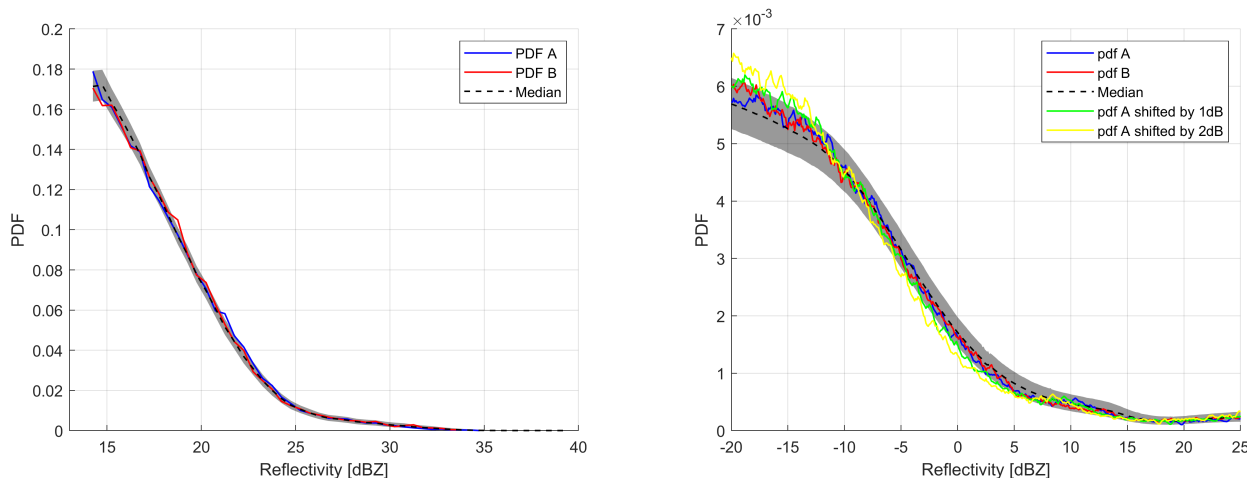 0.2
0.18
0.16
0.14
0.12
0.1
0.08
0.06
0.04
0.02
0
PDF
15 20 25 30 35 40
Reflectivity [dBZ]
PDF A
PDF B
Median
×10-3
7
6
5
4
3
2
1
0
PDF
-20 -15 -10 -5 0 5 10 15 20 25
Reflectivity [dBZ]
pdf A
pdf B
Median
pdf A shifted by 1dB
pdf A shifted by 2dB